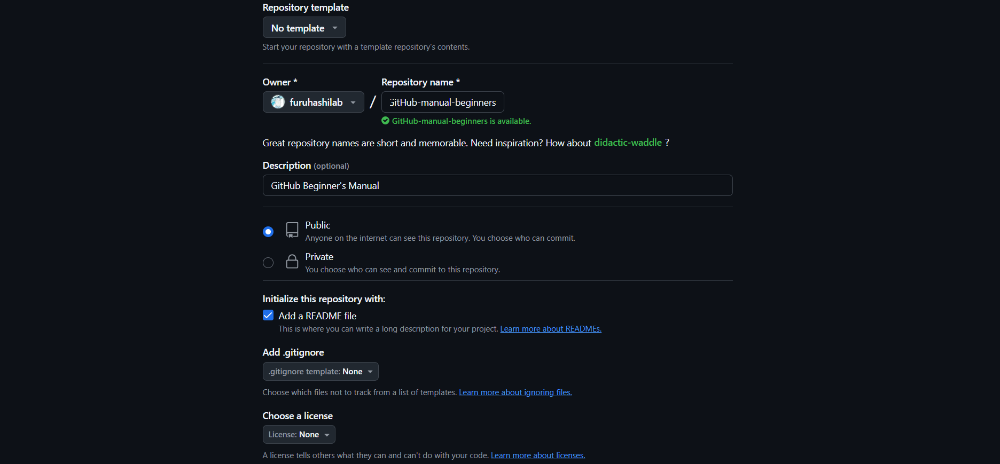 Repository template
No template
Start your repository with a template repository's contents.
Owner * Repository name *
furuhashilab / GitHub-manual-beginners
GitHub-manual-beginners is available.
Great repository names are short and memorable. Need inspiration? How about didactic-waddle ?
Description (optional)
GitHub Beginner's Manual
Public
Anyone on the internet can see this repository. You choose who can commit.
Private
You choose who can see and commit to this repository.
Initialize this repository with:
Add a README file
This is where you can write a long description for your project. Learn more about READMEs.
Add .gitignore
.gitignore template: None
Choose which files not to track from a list of templates. Learn more about ignoring files.
Choose a license
License: None
A license tells others what they can and can't do with your code. Learn more about licenses.